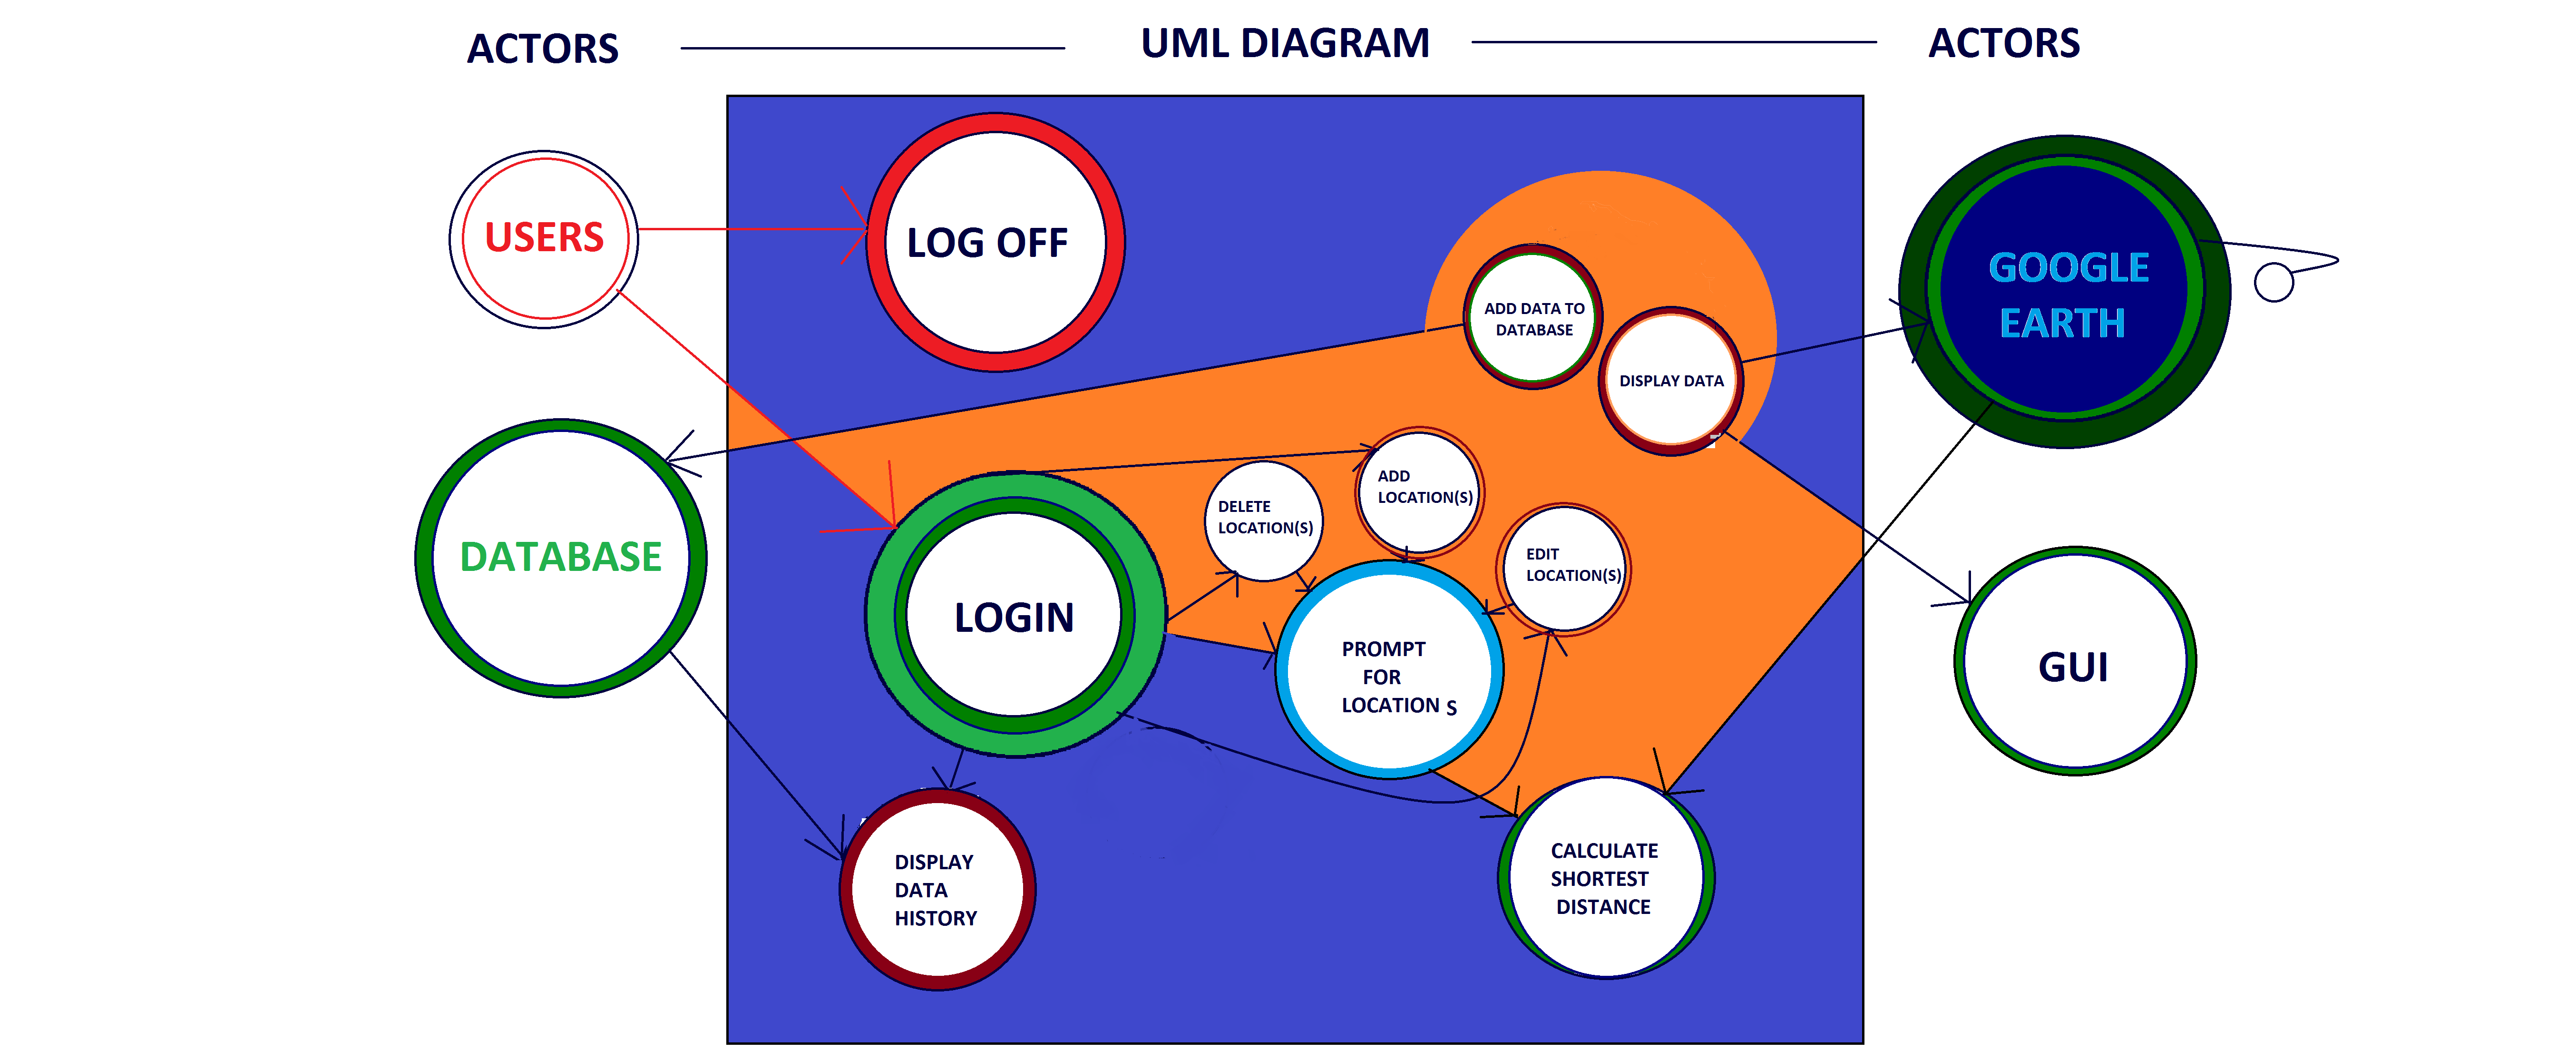 ACTORS
UML DIAGRAM
ACTORS
USERS
LOG OFF
ADD DATA TO
DATABASE
DISPLAY DATA
GOOGLE
EARTH
DATABASE
LOGIN
DELETE
LOCATION(S)
ADD
LOCATION(S)
EDIT
LOCATION(S)
PROMPT
FOR
LOCATION S
GUI
DISPLAY
DATA
HISTORY
CALCULATE
SHORTEST
DISTANCE